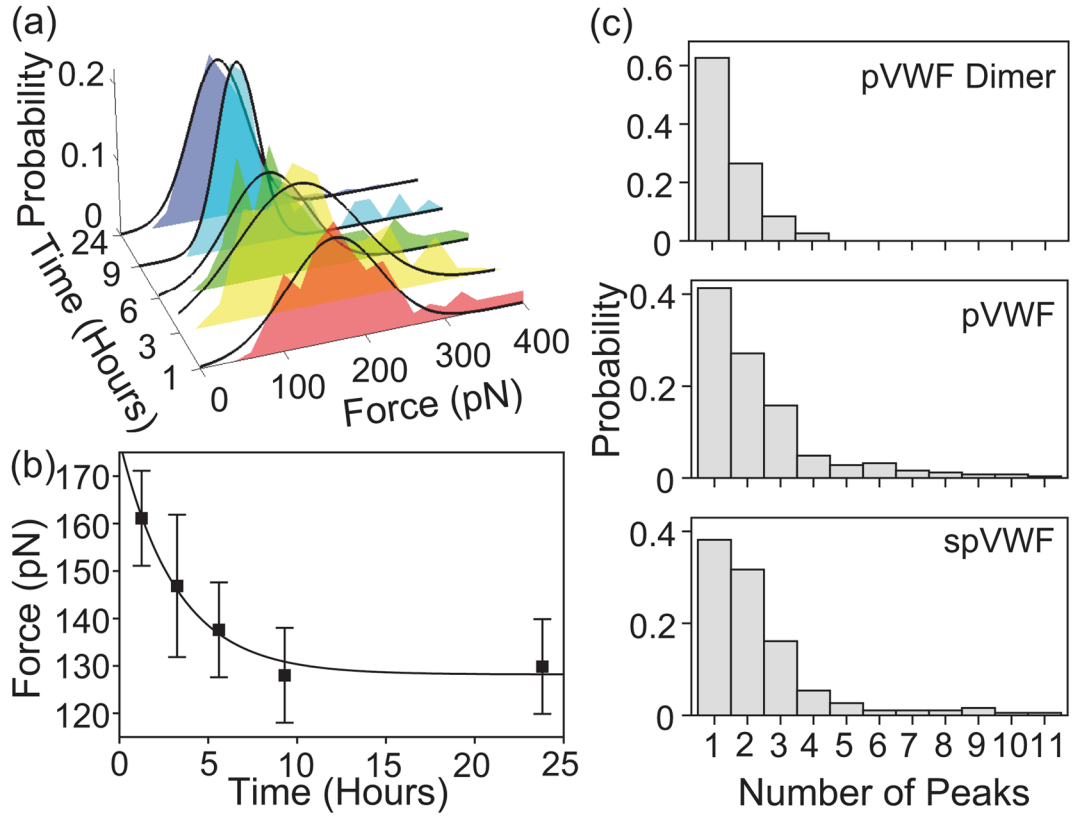 (a)
Probability
0.2
0.1
0
Time (Hours)
24
9
6
3
1
0
100
200
300
400
Force (pN)
(b)
Force (pN)
170
160
150
140
130
120
0
5
10
15
20
25
Time (Hours)
(c)
Probability
pVWF Dimer
0.6
0.4
0.2
0
pVWF
0.4
0.2
0
spVWF
0.4
0.2
0
1 2 3 4 5 6 7 8 9 10 11
Number of Peaks